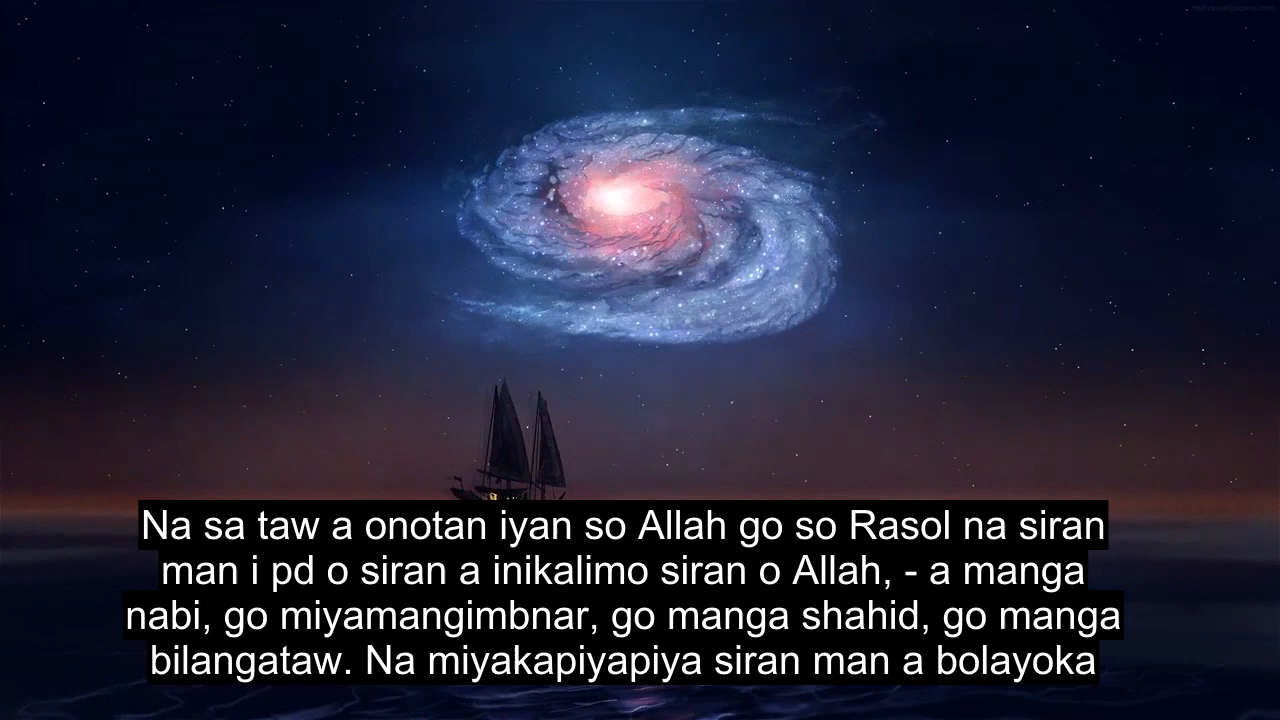 Na sa taw a onotan iyan so Allah go so Rasol na siran
man i pd o siran a inikalimo siran o Allah, - a manga
nabi, go miyamangimbnar, go manga shahid, go manga
bilangataw. Na miyakapiyapiya siran man a bolayoka